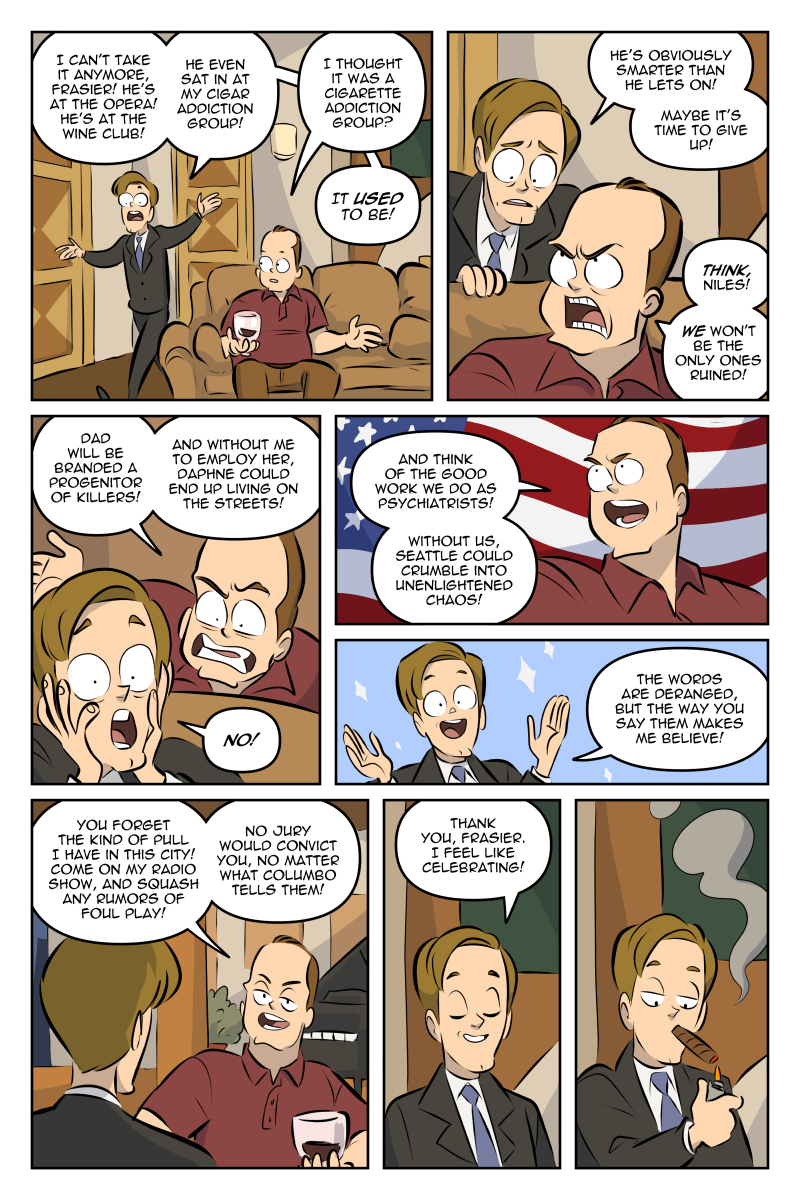 I CAN'T TAKE
IT ANYMORE,
FRASIER! HE'S
AT THE OPERA!
HE'S AT THE
WINE CLUB!
HE EVEN
SAT IN AT
MY CIGAR
ADDICTION
GROUP!
I THOUGHT
IT WAS A
CIGARETTE
ADDICTION
GROUP?
IT USED
TO BE!
HE'S OBVIOUSLY
SMARTER THAN
HE LETS ON!
MAYBE IT'S
TIME TO GIVE
UP!
THINK,
NILES!
WE WON'T
BE THE
ONLY ONES
RUINED!
DAD
WILL BE
BRANDED A
PROGENITOR
OF KILLERS!
AND WITHOUT ME
TO EMPLOY HER,
DAPHNE COULD
END UP LIVING ON
THE STREETS!
NO!
AND THINK
OF THE GOOD
WORK WE DO AS
PSYCHIATRISTS!
WITHOUT US,
SEATTLE COULD
CRUMBLE INTO
UNENLIGHTENED
CHAOS!
THE WORDS
ARE DERANGED,
BUT THE WAY YOU
SAY THEM MAKES
ME BELIEVE!
YOU FORGET
THE KIND OF PULL
I HAVE IN THIS CITY!
COME ON MY RADIO
SHOW, AND SQUASH
ANY RUMORS OF
FOUL PLAY!
NO JURY
WOULD CONVICT
YOU, NO MATTER
WHAT COLUMBO
TELLS THEM!
THANK
YOU, FRASIER.
I FEEL LIKE
CELEBRATING!